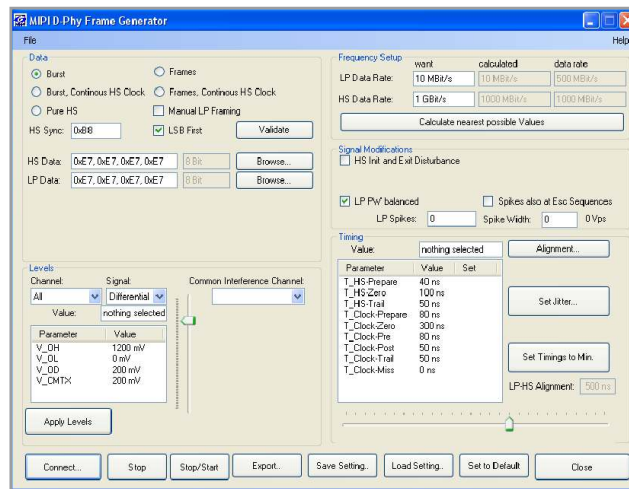 MIPI D-Phy Frame Generator
File Help
Data
Burst Frames
Burst, Continous HS Clock Frames, Continous HS Clock
Pure HS Manual LP Framing
HS Sync: 0xB8 LSB First Validate
HS Data: 0xE7, 0xE7, 0xE7, 0xE7 8 Bit Browse...
LP Data: 0xE7, 0xE7, 0xE7, 0xE7 8 Bit Browse...
Levels
Channel: Signal: Common Interference Channel:
All Differential
Value: nothing selected
Parameter Value
V_OH 1200 mV
V_OL 0 mV
V_OD 200 mV
V_CMTX 200 mV
Apply Levels
Frequency Setup
want calculated data rate
LP Data Rate: 10 MBit/s 10 MBit/s 500 MBit/s
HS Data Rate: 1 GBit/s 1000 MBit/s 1000 MBit/s
Calculate nearest possible Values
Signal Modifications
HS Init and Exit Disturbance
LP PW balanced Spikes also at Esc Sequences
LP Spikes: 0 Spike Width: 0 0 Vps
Timing
Value: nothing selected Alignment...
Parameter Value Set
T_HS-Prepare 40 ns
T_HS-Zero 100 ns
T_HS-Trail 50 ns
T_Clock-Prepare 80 ns
T_Clock-Zero 300 ns
T_Clock-Pre 80 ns
T_Clock-Post 50 ns
T_Clock-Trail 50 ns
T_Clock-Miss 0 ns
Set Jitter...
Set Timings to Min.
LP-HS Alignment: 500 ns
Connect... Stop Stop/Start Export.. Save Setting.. Load Setting.. Set to Default Close